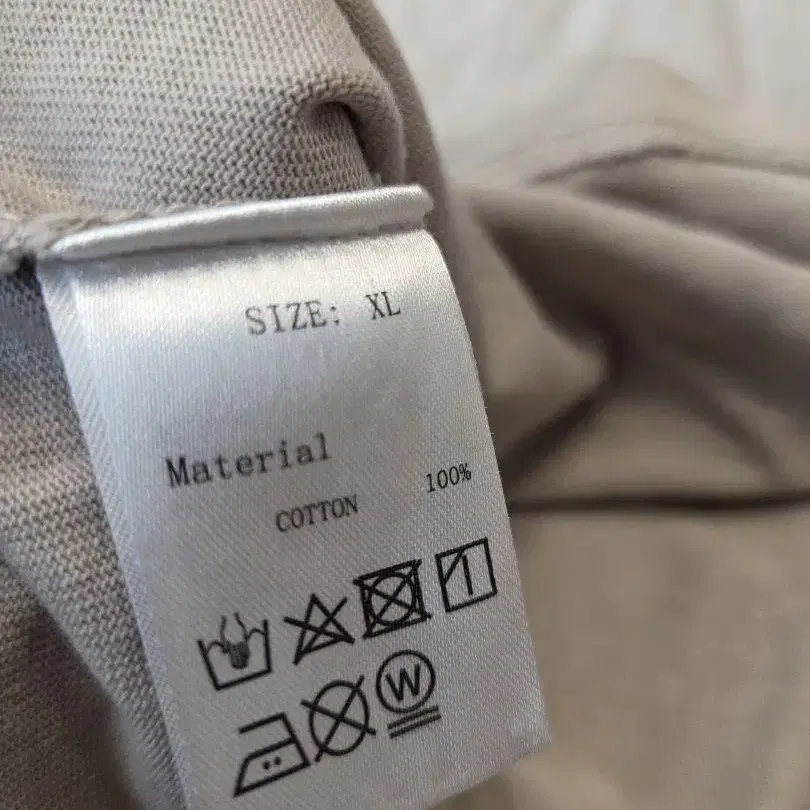 SIZE: XL
Material
COTTON 100%
W